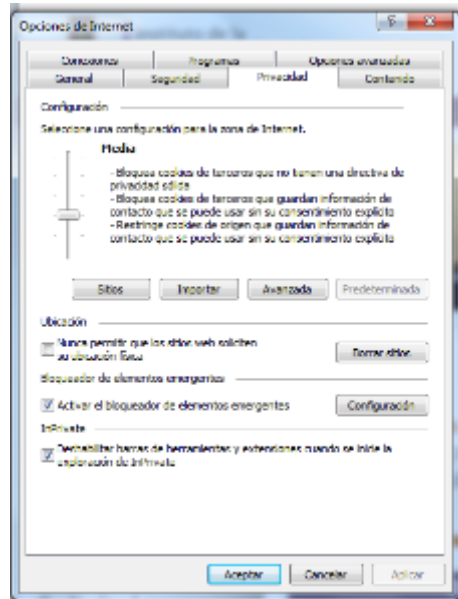 Opciones de Internet
Conexiones Programas Opciones avanzadas
General Seguridad Privacidad Contenido
Configuración
Seleccione una configuración para la zona de Internet.
Media
- Bloquea cookies de terceros que no tienen una directiva de
privacidad sólida
- Bloquea cookies de terceros que guardan información de
contacto que se puede usar sin su consentimiento explícito
- Restringe cookies de origen que guardan información de
contacto que se puede usar sin su consentimiento explícito
Sitios Importar Avanzada Predeterminada
Ubicación
Nunca permitir que los sitios web soliciten
su ubicación física
Borrar sitios
Bloqueador de elementos emergentes
Activar el bloqueador de elementos emergentes Configuración
InPrivate
Deshabilitar barras de herramientas y extensiones cuando se inicie la
exploración de InPrivate
Aceptar Cancelar Aplicar